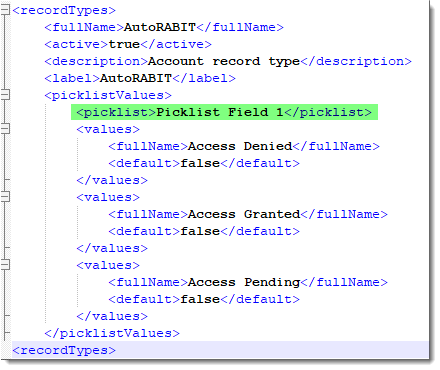 <recordTypes>
<fullName>AutoRABIT</fullName>
<active>true</active>
<description>Account record type</description>
<label>AutoRABIT</label>
<picklistValues>
<picklist>Picklist Field 1</picklist>
<values>
<fullName>Access Denied</fullName>
<default>false</default>
</values>
<values>
<fullName>Access Granted</fullName>
<default>false</default>
</values>
<values>
<fullName>Access Pending</fullName>
<default>false</default>
</values>
</picklistValues>
<recordTypes>